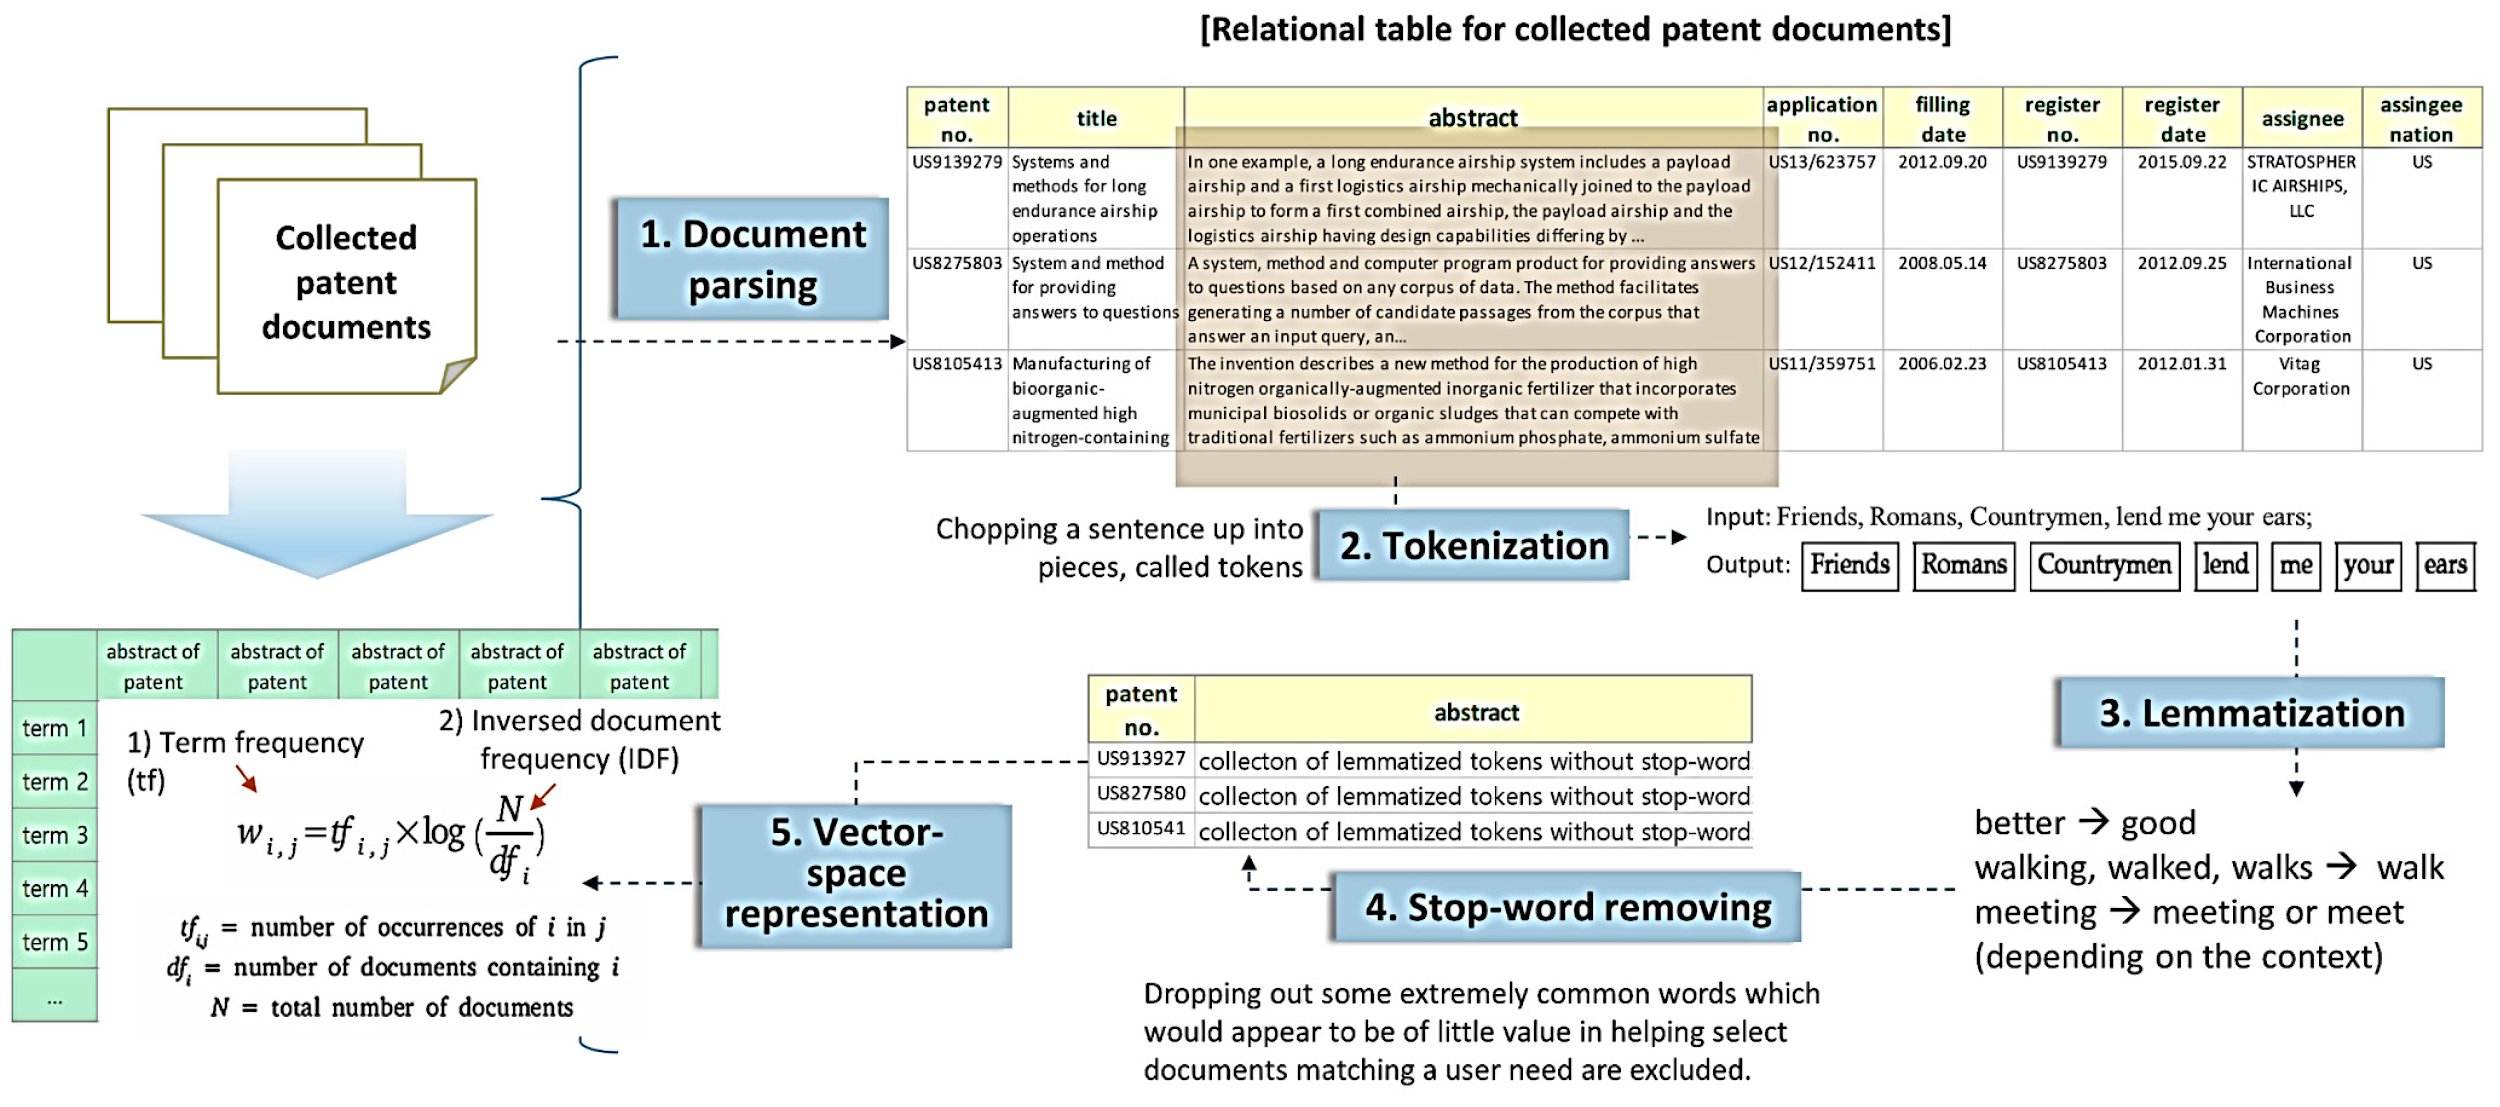 [Relational table for collected patent documents]
Collected
patent
documents
1. Document
parsing
patent no. title abstract application no. filling date register no. register date assignee assingee nation
US9139279 Systems and methods for long endurance airship operations In one example, a long endurance airship system includes a payload airship and a first logistics airship mechanically joined to the payload airship to form a first combined airship, the payload airship and the logistics airship having design capabilities differing by ... US13/623757 2012.09.20 US9139279 2015.09.22 STRATOSPHERIC AIRSHIPS, LLC US
US8275803 System and method for providing answers to questions A system, method and computer program product for providing answers to questions based on any corpus of data. The method facilitates generating a number of candidate passages from the corpus that answer an input query, an... US12/152411 2008.05.14 US8275803 2012.09.25 International Business Machines Corporation US
US8105413 Manufacturing of bioorganic-augmented high nitrogen-containing The invention describes a new method for the production of high nitrogen organically-augmented inorganic fertilizer that incorporates municipal biosolids or organic sludges that can compete with traditional fertilizers such as ammonium phosphate, ammonium sulfate US11/359751 2006.02.23 US8105413 2012.01.31 Vitag Corporation US
Chopping a sentence up into
pieces, called tokens
2. Tokenization
Input: Friends, Romans, Countrymen, lend me your ears;
Output: Friends Romans Countrymen lend me your ears
3. Lemmatization
better → good
walking, walked, walks → walk
meeting → meeting or meet
(depending on the context)
4. Stop-word removing
Dropping out some extremely common words which
would appear to be of little value in helping select
documents matching a user need are excluded.
patent no. abstract
US913927 collecton of lemmatized tokens without stop-word
US827580 collecton of lemmatized tokens without stop-word
US810541 collecton of lemmatized tokens without stop-word
5. Vector-
space
representation
abstract of patent abstract of patent abstract of patent abstract of patent abstract of patent
term 1
term 2
term 3
term 4
term 5
...
1) Term frequency
(tf)
2) Inversed document
frequency (IDF)
w i,j = tf i,j × log (N / df i)
tf ij = number of occurrences of i in j
df i = number of documents containing i
N = total number of documents